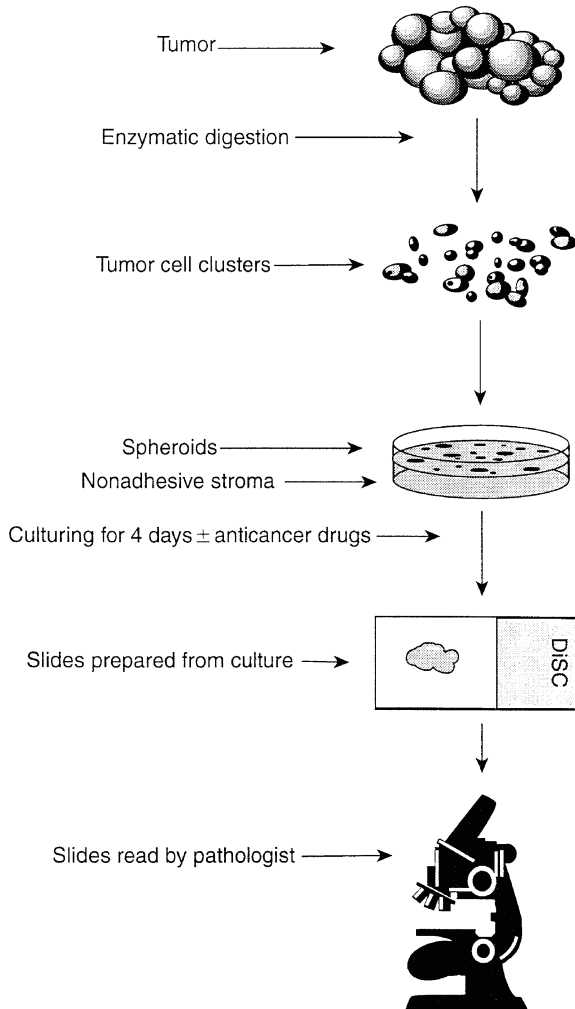 Tumor
Enzymatic digestion
Tumor cell clusters
Spheroids
Nonadhesive stroma
Culturing for 4 days ± anticancer drugs
Slides prepared from culture
DiSC
Slides read by pathologist